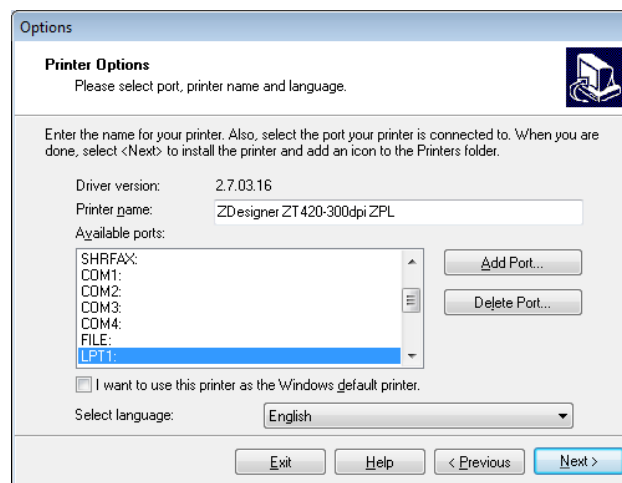 Options
Printer Options
Please select port, printer name and language.
Enter the name for your printer. Also, select the port your printer is connected to. When you are
done, select <Next> to install the printer and add an icon to the Printers folder.
Driver version: 2.7.03.16
Printer name: ZDesigner ZT420-300dpi ZPL
Available ports:
SHRFAX:
COM1:
COM2:
COM3:
COM4:
FILE:
LPT1:
Add Port...
Delete Port...
I want to use this printer as the Windows default printer.
Select language: English
Exit Help < Previous Next >